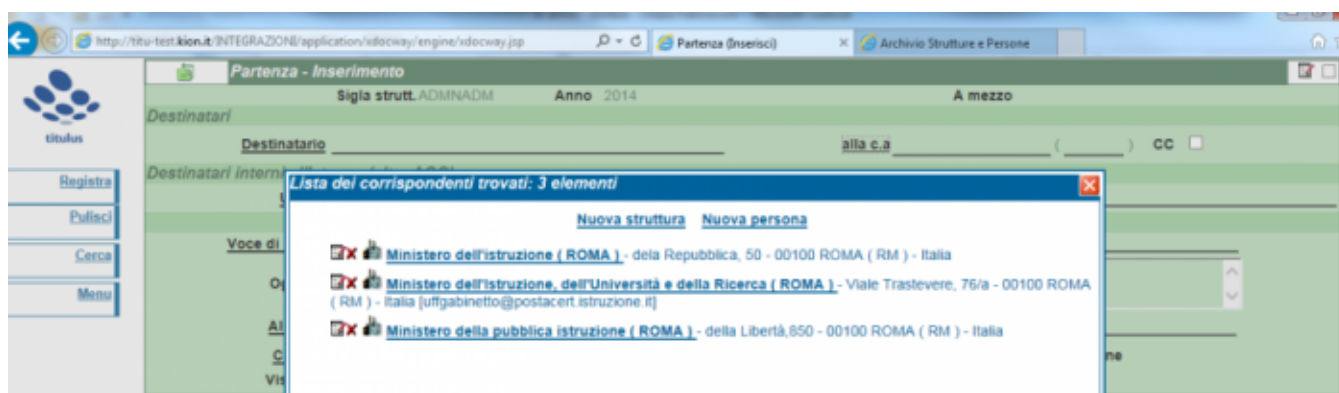 http://titu-test.kion.it/INTEGRAZIONI/application/xdocway/engine/xdocway.jsp
Partenza (Inserisci)
Archivio Strutture e Persone
Partenza - Inserimento
Sigla strutt. ADMNADM Anno 2014 A mezzo
Destinatari
titulus
Destinatario alla c.a ( ) CC
Destinatari interni
Registra
Lista dei corrispondenti trovati: 3 elementi
Pulisci
Nuova struttura Nuova persona
Voce di
Cerca
Ministero dell'istruzione ( ROMA ) - dela Repubblica, 50 - 00100 ROMA ( RM ) - Italia
Menu
Ministero dell'Istruzione, dell'Università e della Ricerca ( ROMA ) - Viale Trastevere, 76/a - 00100 ROMA
( RM ) - Italia [uffgabinetto@postacert.istruzione.it]
Ministero della pubblica istruzione ( ROMA ) - della Libertà,850 - 00100 ROMA ( RM ) - Italia